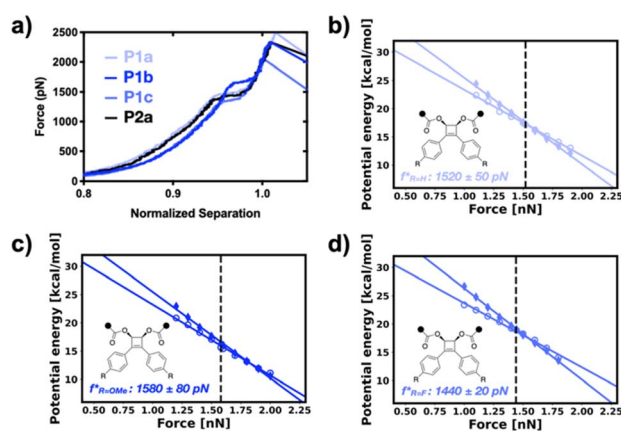 a)
2500
2000
1500
1000
500
0
Force (pN)
P1a
P1b
P1c
P2a
0.8
0.9
1.0
Normalized Separation
b)
Potential energy [kcal/mol]
30
25
20
15
O
O
O
O
R
R
f*R=H: 1520 ± 50 pN
0.50 0.75 1.00 1.25 1.50 1.75 2.00 2.25
Force [nN]
c)
Potential energy [kcal/mol]
30
25
20
15
10
O
O
O
O
R
R
f*R=OMe: 1580 ± 80 pN
0.50 0.75 1.00 1.25 1.50 1.75 2.00 2.25
Force [nN]
d)
Potential energy [kcal/mol]
30
25
20
15
10
O
O
O
O
R
R
f*R=F: 1440 ± 20 pN
0.50 0.75 1.00 1.25 1.50 1.75 2.00 2.25
Force [nN]